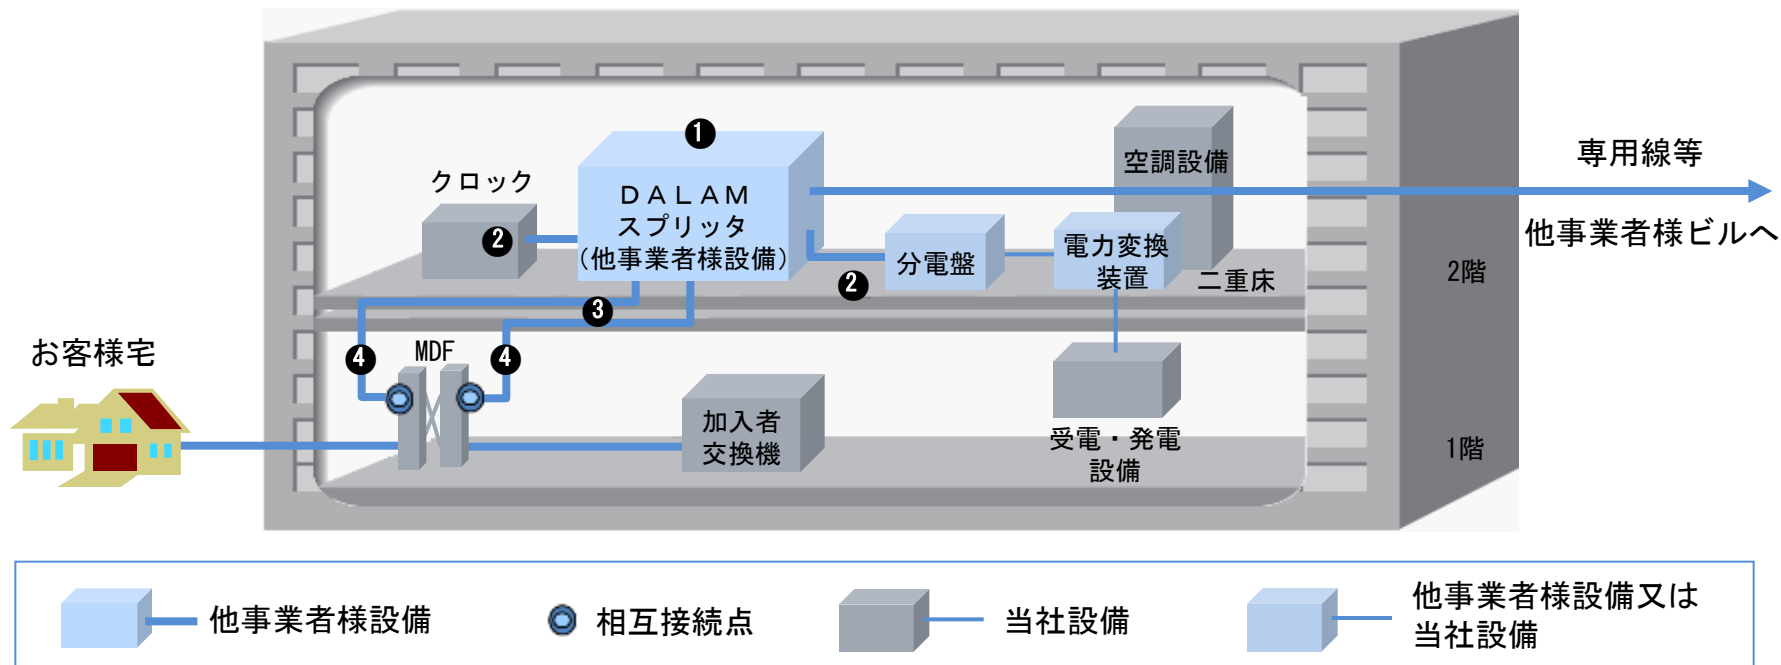 ❶
専用線等
空調設備
クロック
DALAM
スプリッタ
(他事業者様設備)
❷
他事業者様ビルへ
電力変換
装置
分電盤
❷
二重床
2階
❸
お客様宅
❹
MDF
❹
加入者
交換機
受電・発電
設備
1階
他事業者様設備
相互接続点
当社設備
他事業者様設備又は
当社設備